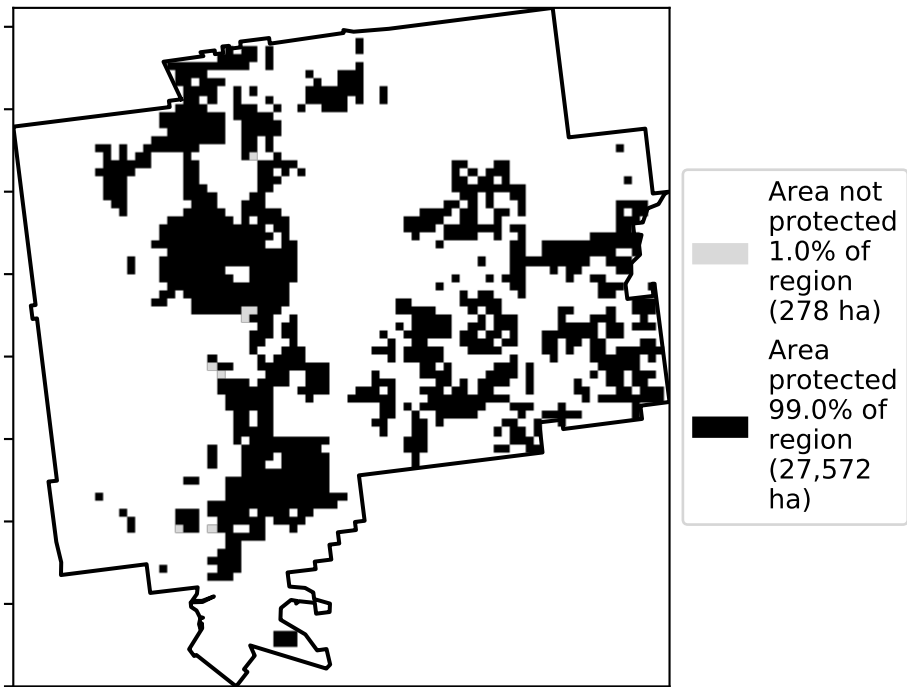 Area not
protected
1.0% of
region
(278 ha)
Area
protected
99.0% of
region
(27,572
ha)